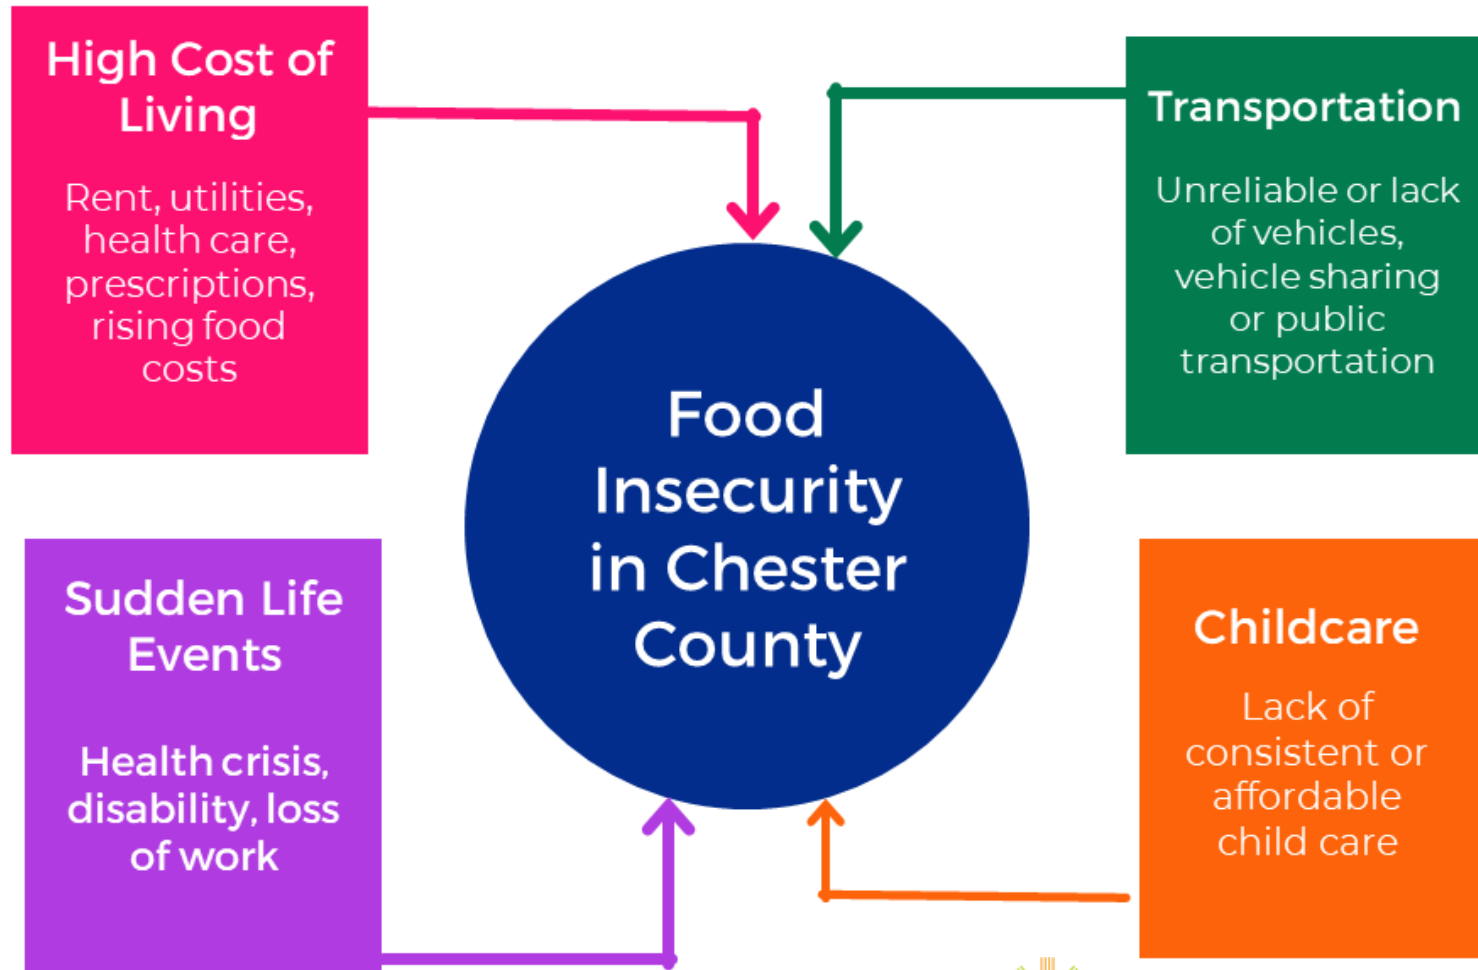 High Cost of
Living
Rent, utilities,
health care,
prescriptions,
rising food
costs
Transportation
Unreliable or lack
of vehicles,
vehicle sharing
or public
transportation
Food
Insecurity
in Chester
County
Sudden Life
Events
Health crisis,
disability, loss
of work
Childcare
Lack of
consistent or
affordable
child care